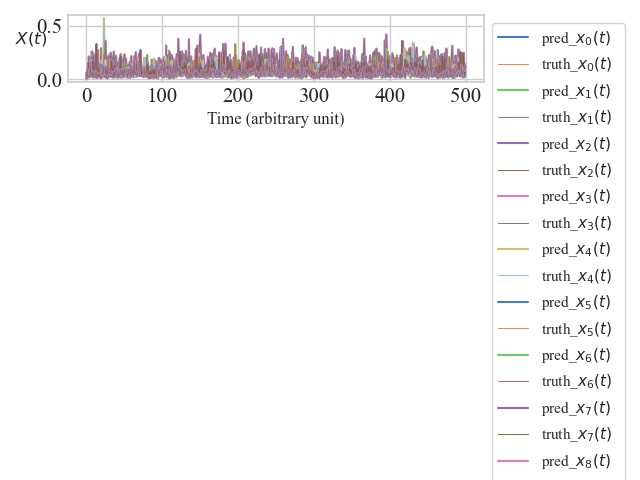 0.5
X(t)
0.0
0 100 200 300 400 500
Time (arbitrary unit)
pred_x₀(t)
truth_x₀(t)
pred_x₁(t)
truth_x₁(t)
pred_x₂(t)
truth_x₂(t)
pred_x₃(t)
truth_x₃(t)
pred_x₄(t)
truth_x₄(t)
pred_x₅(t)
truth_x₅(t)
pred_x₆(t)
truth_x₆(t)
pred_x₇(t)
truth_x₇(t)
pred_x₈(t)